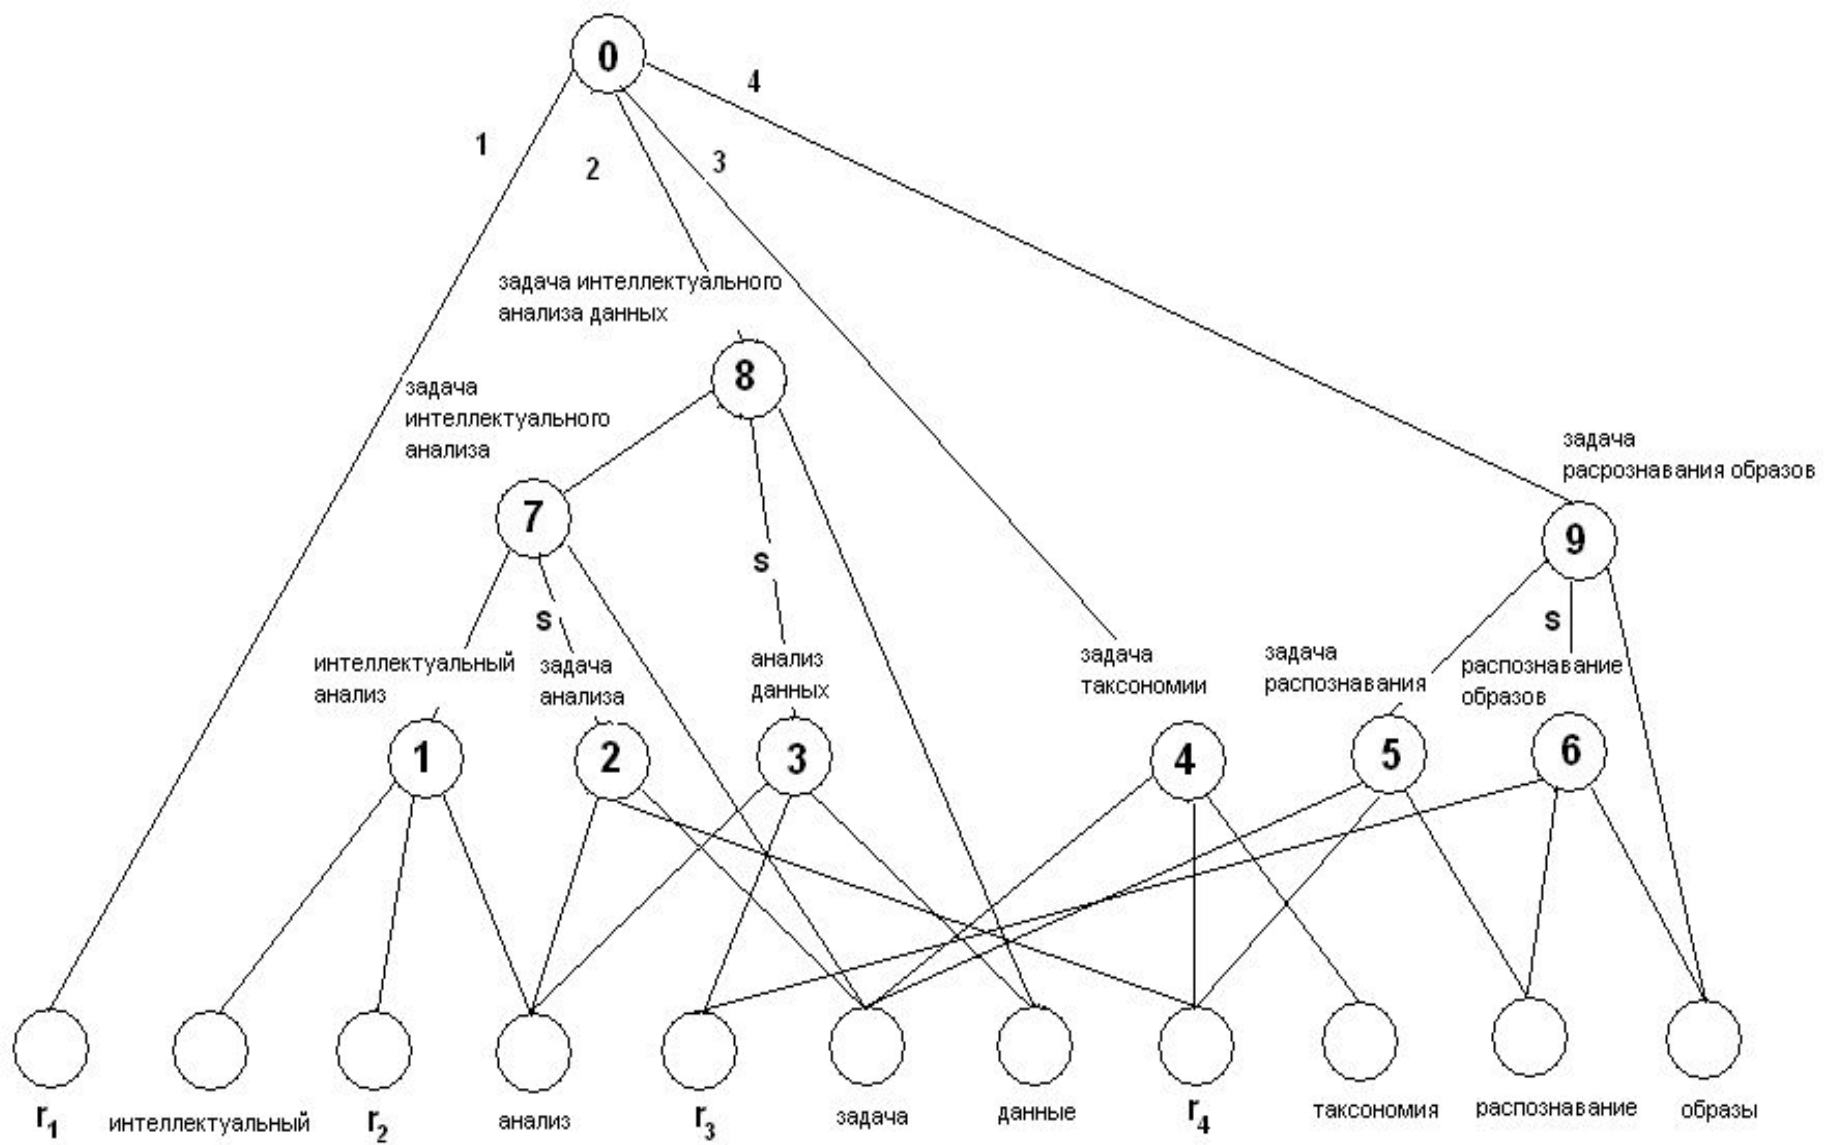 0
4
1
2
3
задача интеллектуального
анализа данных
8
задача
интеллектуального
анализа
задача
расрознавания образов
7
9
s
s
s
интеллектуальный
анализ
задача
анализа
анализ
данных
задача
таксономии
задача
распознавания
распознавание
образов
1
2
3
4
5
6
r1
интеллектуальный
r2
анализ
r3
задача
данные
r4
таксономия
распознавание
образы